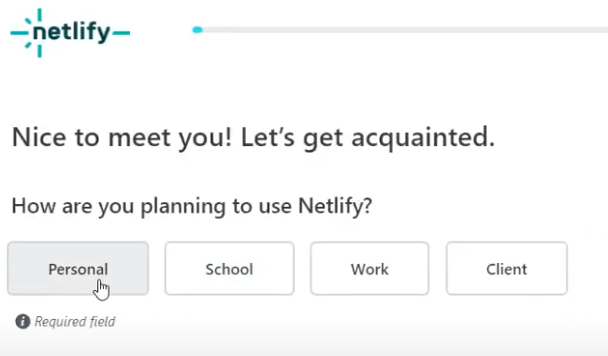 netlify
Nice to meet you! Let's get acquainted.
How are you planning to use Netlify?
Personal School Work Client
Required field